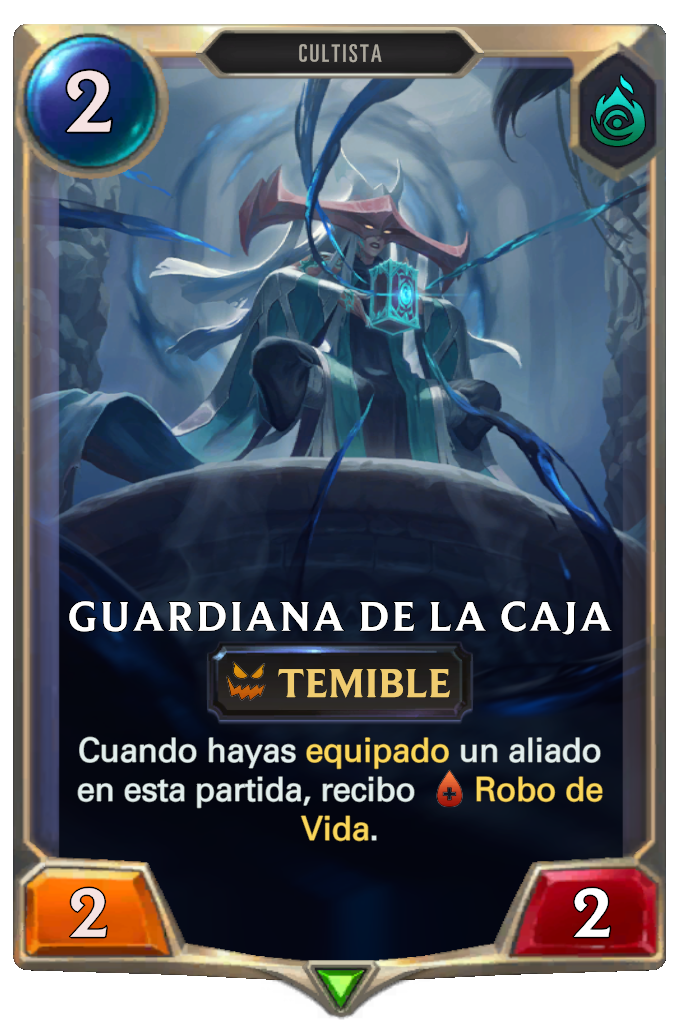 CULTISTA
2
GUARDIANA DE LA CAJA
TEMIBLE
Cuando hayas equipado un aliado
en esta partida, recibo Robo de
Vida.
2
2